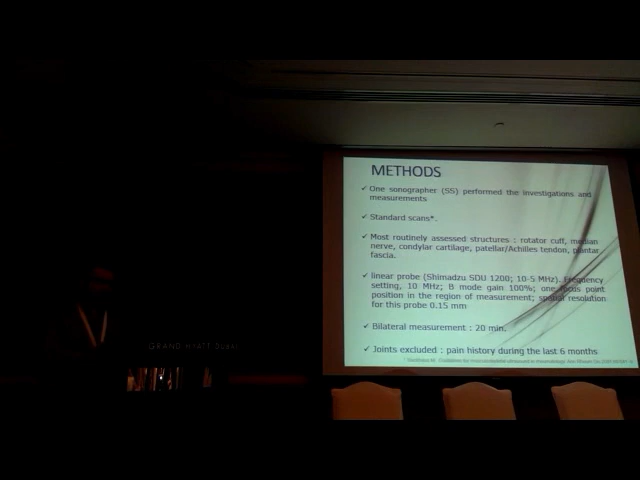 METHODS
✓ One sonographer (SS) performed the investigations and
measurements
✓ Standard scans*.
✓ Most routinely assessed structures : rotator cuff, median
nerve, condylar cartilage, patellar/Achilles tendon, plantar
fascia.
✓ linear probe (Shimadzu SDU 1200; 10-5 MHz). Frequency
setting, 10 MHz; B mode gain 100%; one focus point
position in the region of measurement; spatial resolution
for this probe 0.15 mm
✓ Bilateral measurement : 20 min.
✓ Joints excluded : pain history during the last 6 months
GRAND HYATT DUBAI